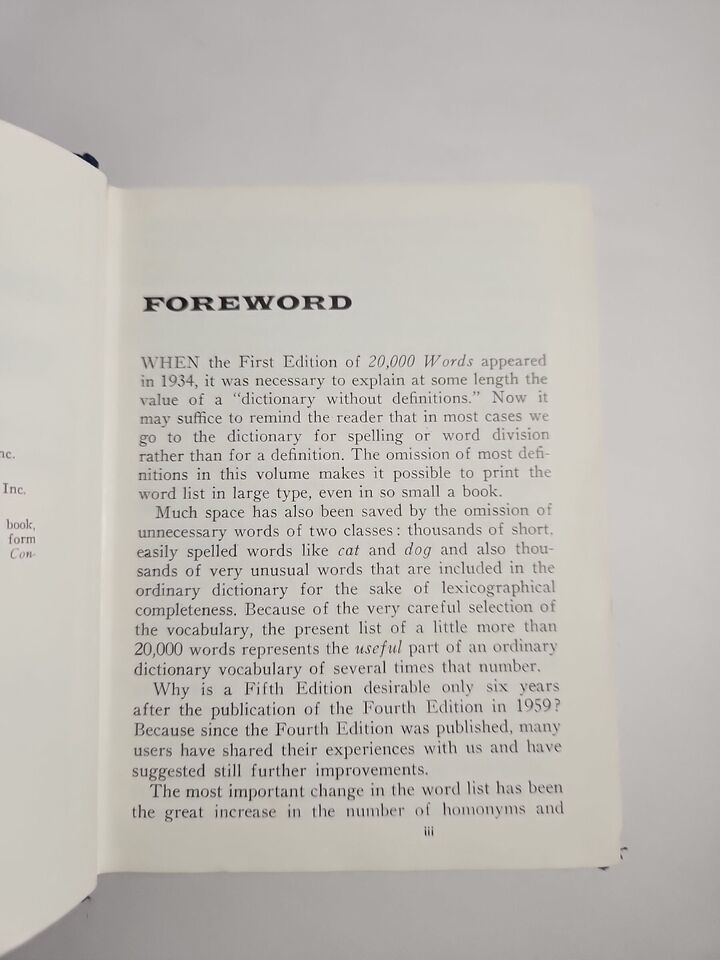 nc.
Inc.
book,
form
Con-
FOREWORD
WHEN the First Edition of 20,000 Words appeared
in 1934, it was necessary to explain at some length the
value of a “dictionary without definitions.” Now it
may suffice to remind the reader that in most cases we
go to the dictionary for spelling or word division
rather than for a definition. The omission of most defi-
nitions in this volume makes it possible to print the
word list in large type, even in so small a book.
Much space has also been saved by the omission of
unnecessary words of two classes: thousands of short,
easily spelled words like cat and dog and also thou-
sands of very unusual words that are included in the
ordinary dictionary for the sake of lexicographical
completeness. Because of the very careful selection of
the vocabulary, the present list of a little more than
20,000 words represents the useful part of an ordinary
dictionary vocabulary of several times that number.
Why is a Fifth Edition desirable only six years
after the publication of the Fourth Edition in 1959?
Because since the Fourth Edition was published, many
users have shared their experiences with us and have
suggested still further improvements.
The most important change in the word list has been
the great increase in the number of homonyms and
iii